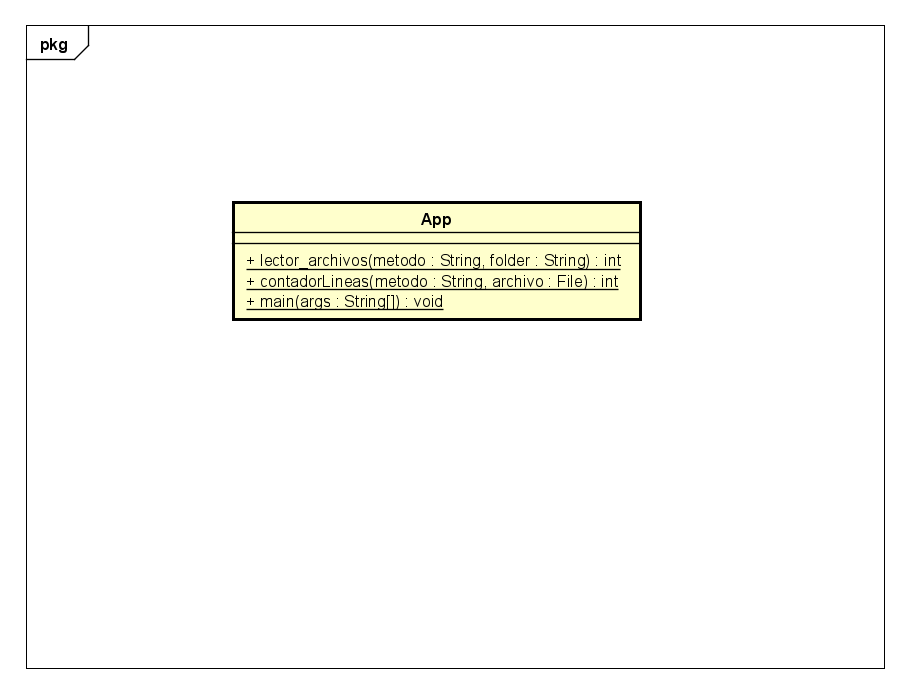 pkg
App
+ lector_archivos(metodo : String, folder : String) : int
+ contadorLineas(metodo : String, archivo : File) : int
+ main(args : String[]) : void